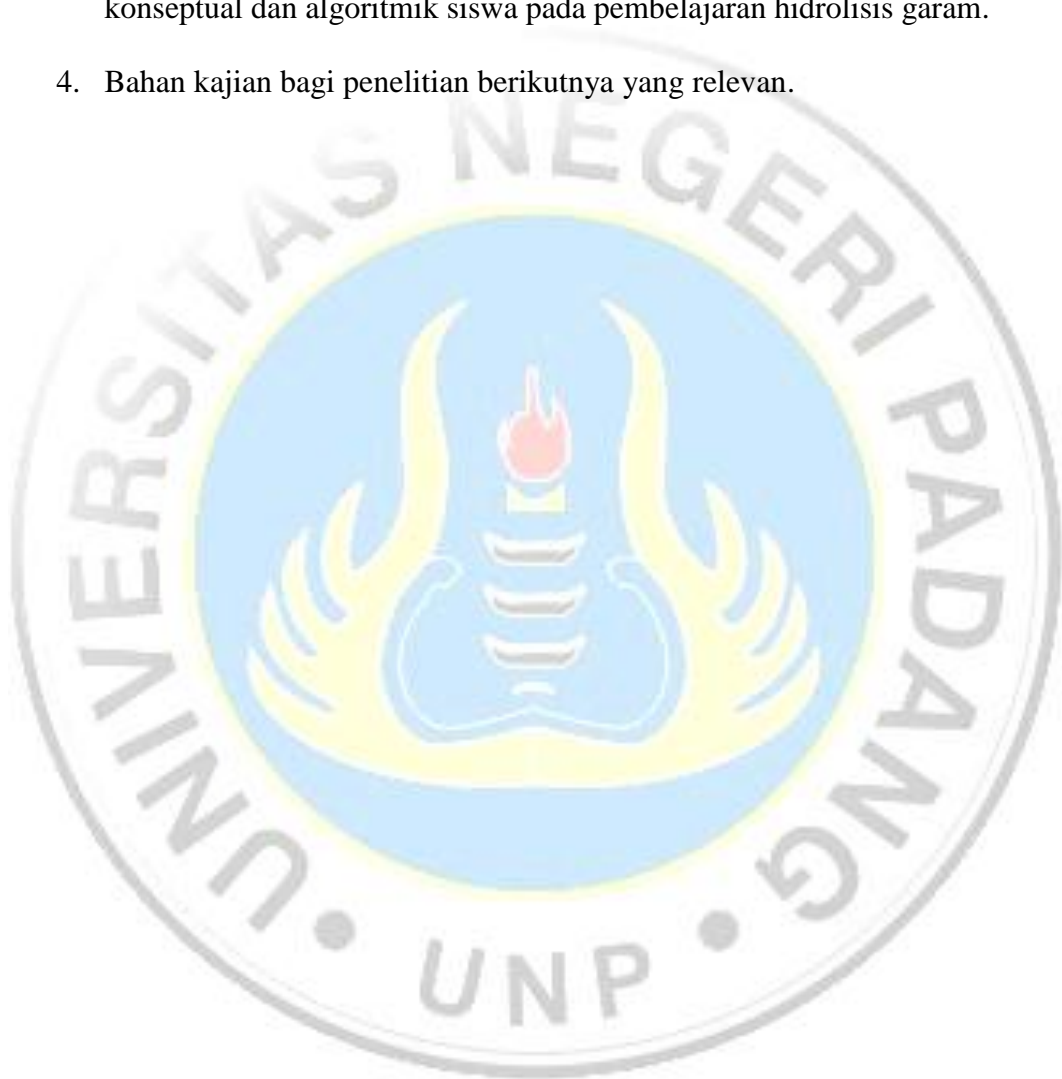 konseptual dan algoritmik siswa pada pembelajaran hidrolisis garam.
4. Bahan kajian bagi penelitian berikutnya yang relevan.
UNIVERSITAS NEGERI PADANG
UNP